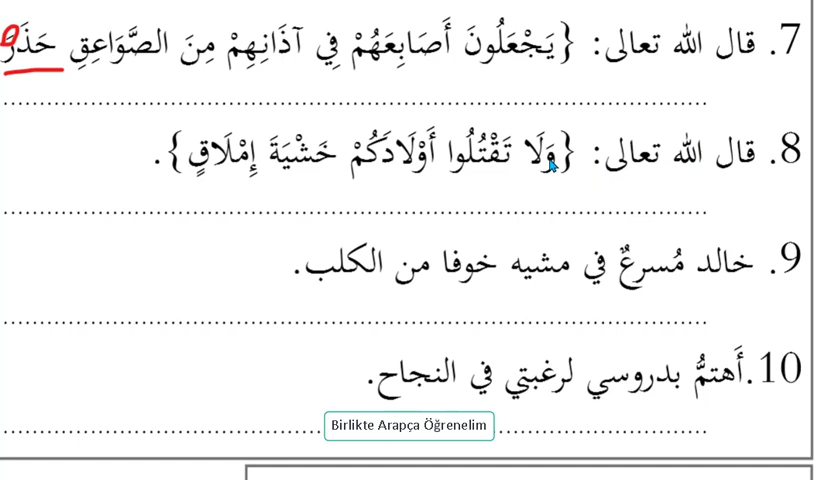 7. قال الله تعالى: {يَجْعَلُونَ أَصَابِعَهُمْ فِي آذَانِهِمْ مِنَ الصَّوَاعِقِ حَذَرَ
8. قال الله تعالى: {وَلَا تَقْتُلُوا أَوْلَادَكُمْ خَشْيَةَ إِمْلَاقٍ}.
9. خالد مُسرعٌ في مشيه خوفا من الكلب.
10.أَهتمُّ بدروسي لرغبتي في النجاح.
Birlikte Arapça Öğrenelim